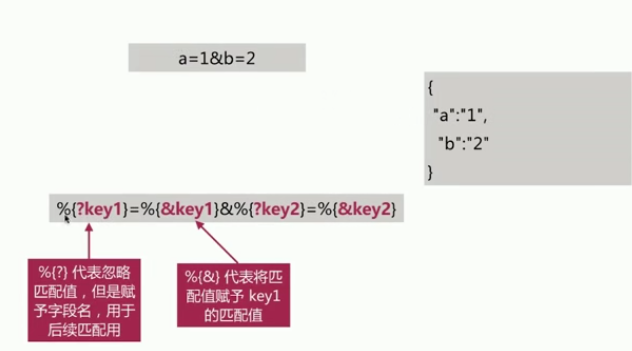 a=1&b=2
{
"a":"1",
"b":"2"
}
%{?key1}=%{&key1}&%{?key2}=%{&key2}
%{?} 代表忽略
匹配值，但是赋
予字段名，用于
后续匹配用
%{&} 代表将匹
配值赋予 key1
的匹配值